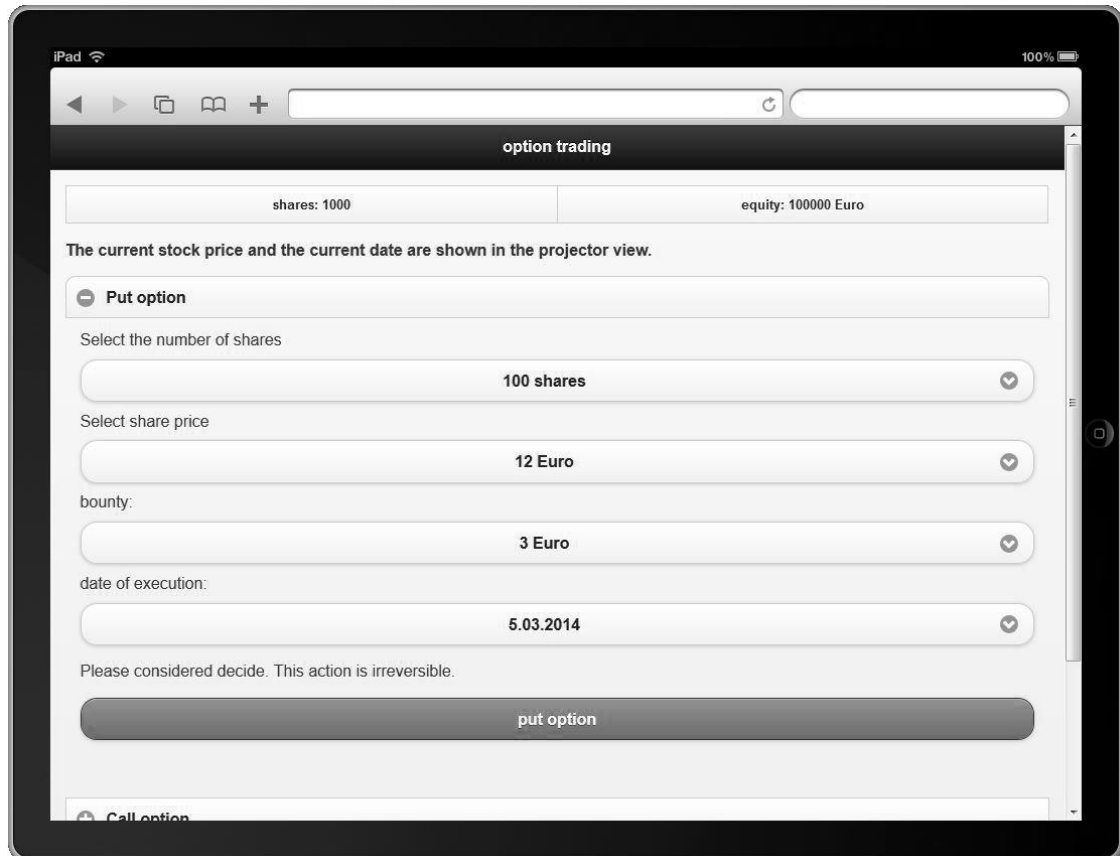 iPad 100%
option trading
shares: 1000 equity: 100000 Euro
The current stock price and the current date are shown in the projector view.
Put option
Select the number of shares
100 shares
Select share price
12 Euro
bounty:
3 Euro
date of execution:
5.03.2014
Please considered decide. This action is irreversible.
put option
Call option